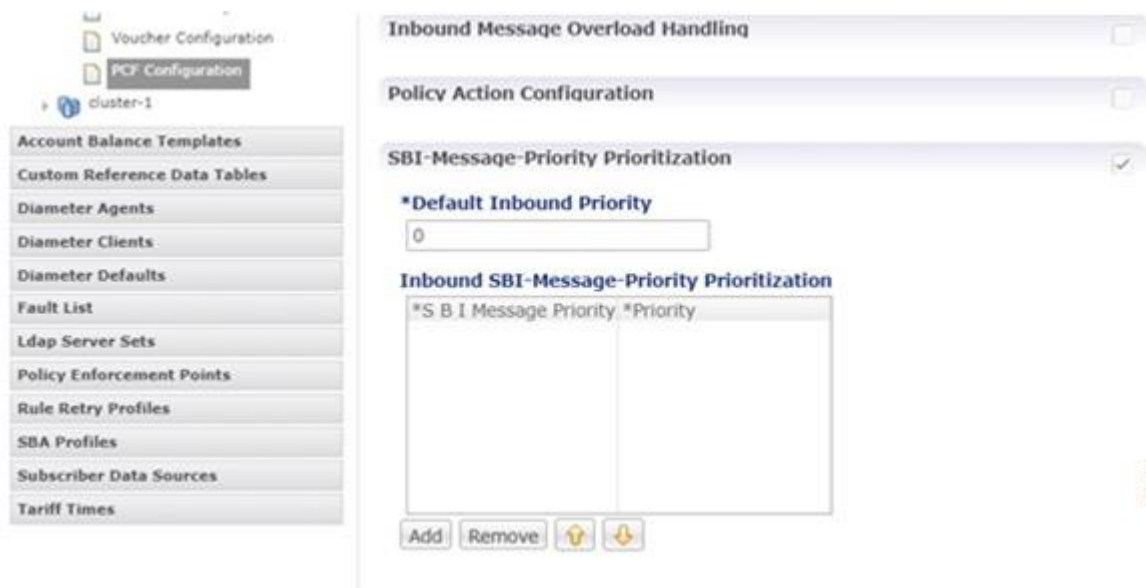 Voucher Configuration
PCF Configuration
cluster-1
Account Balance Templates
Custom Reference Data Tables
Diameter Agents
Diameter Clients
Diameter Defaults
Fault List
Ldap Server Sets
Policy Enforcement Points
Rule Retry Profiles
SBA Profiles
Subscriber Data Sources
Tariff Times
Inbound Message Overload Handling
Policy Action Configuration
SBI-Message-Priority Prioritization
*Default Inbound Priority
0
Inbound SBI-Message-Priority Prioritization
*S B I Message Priority *Priority
Add Remove